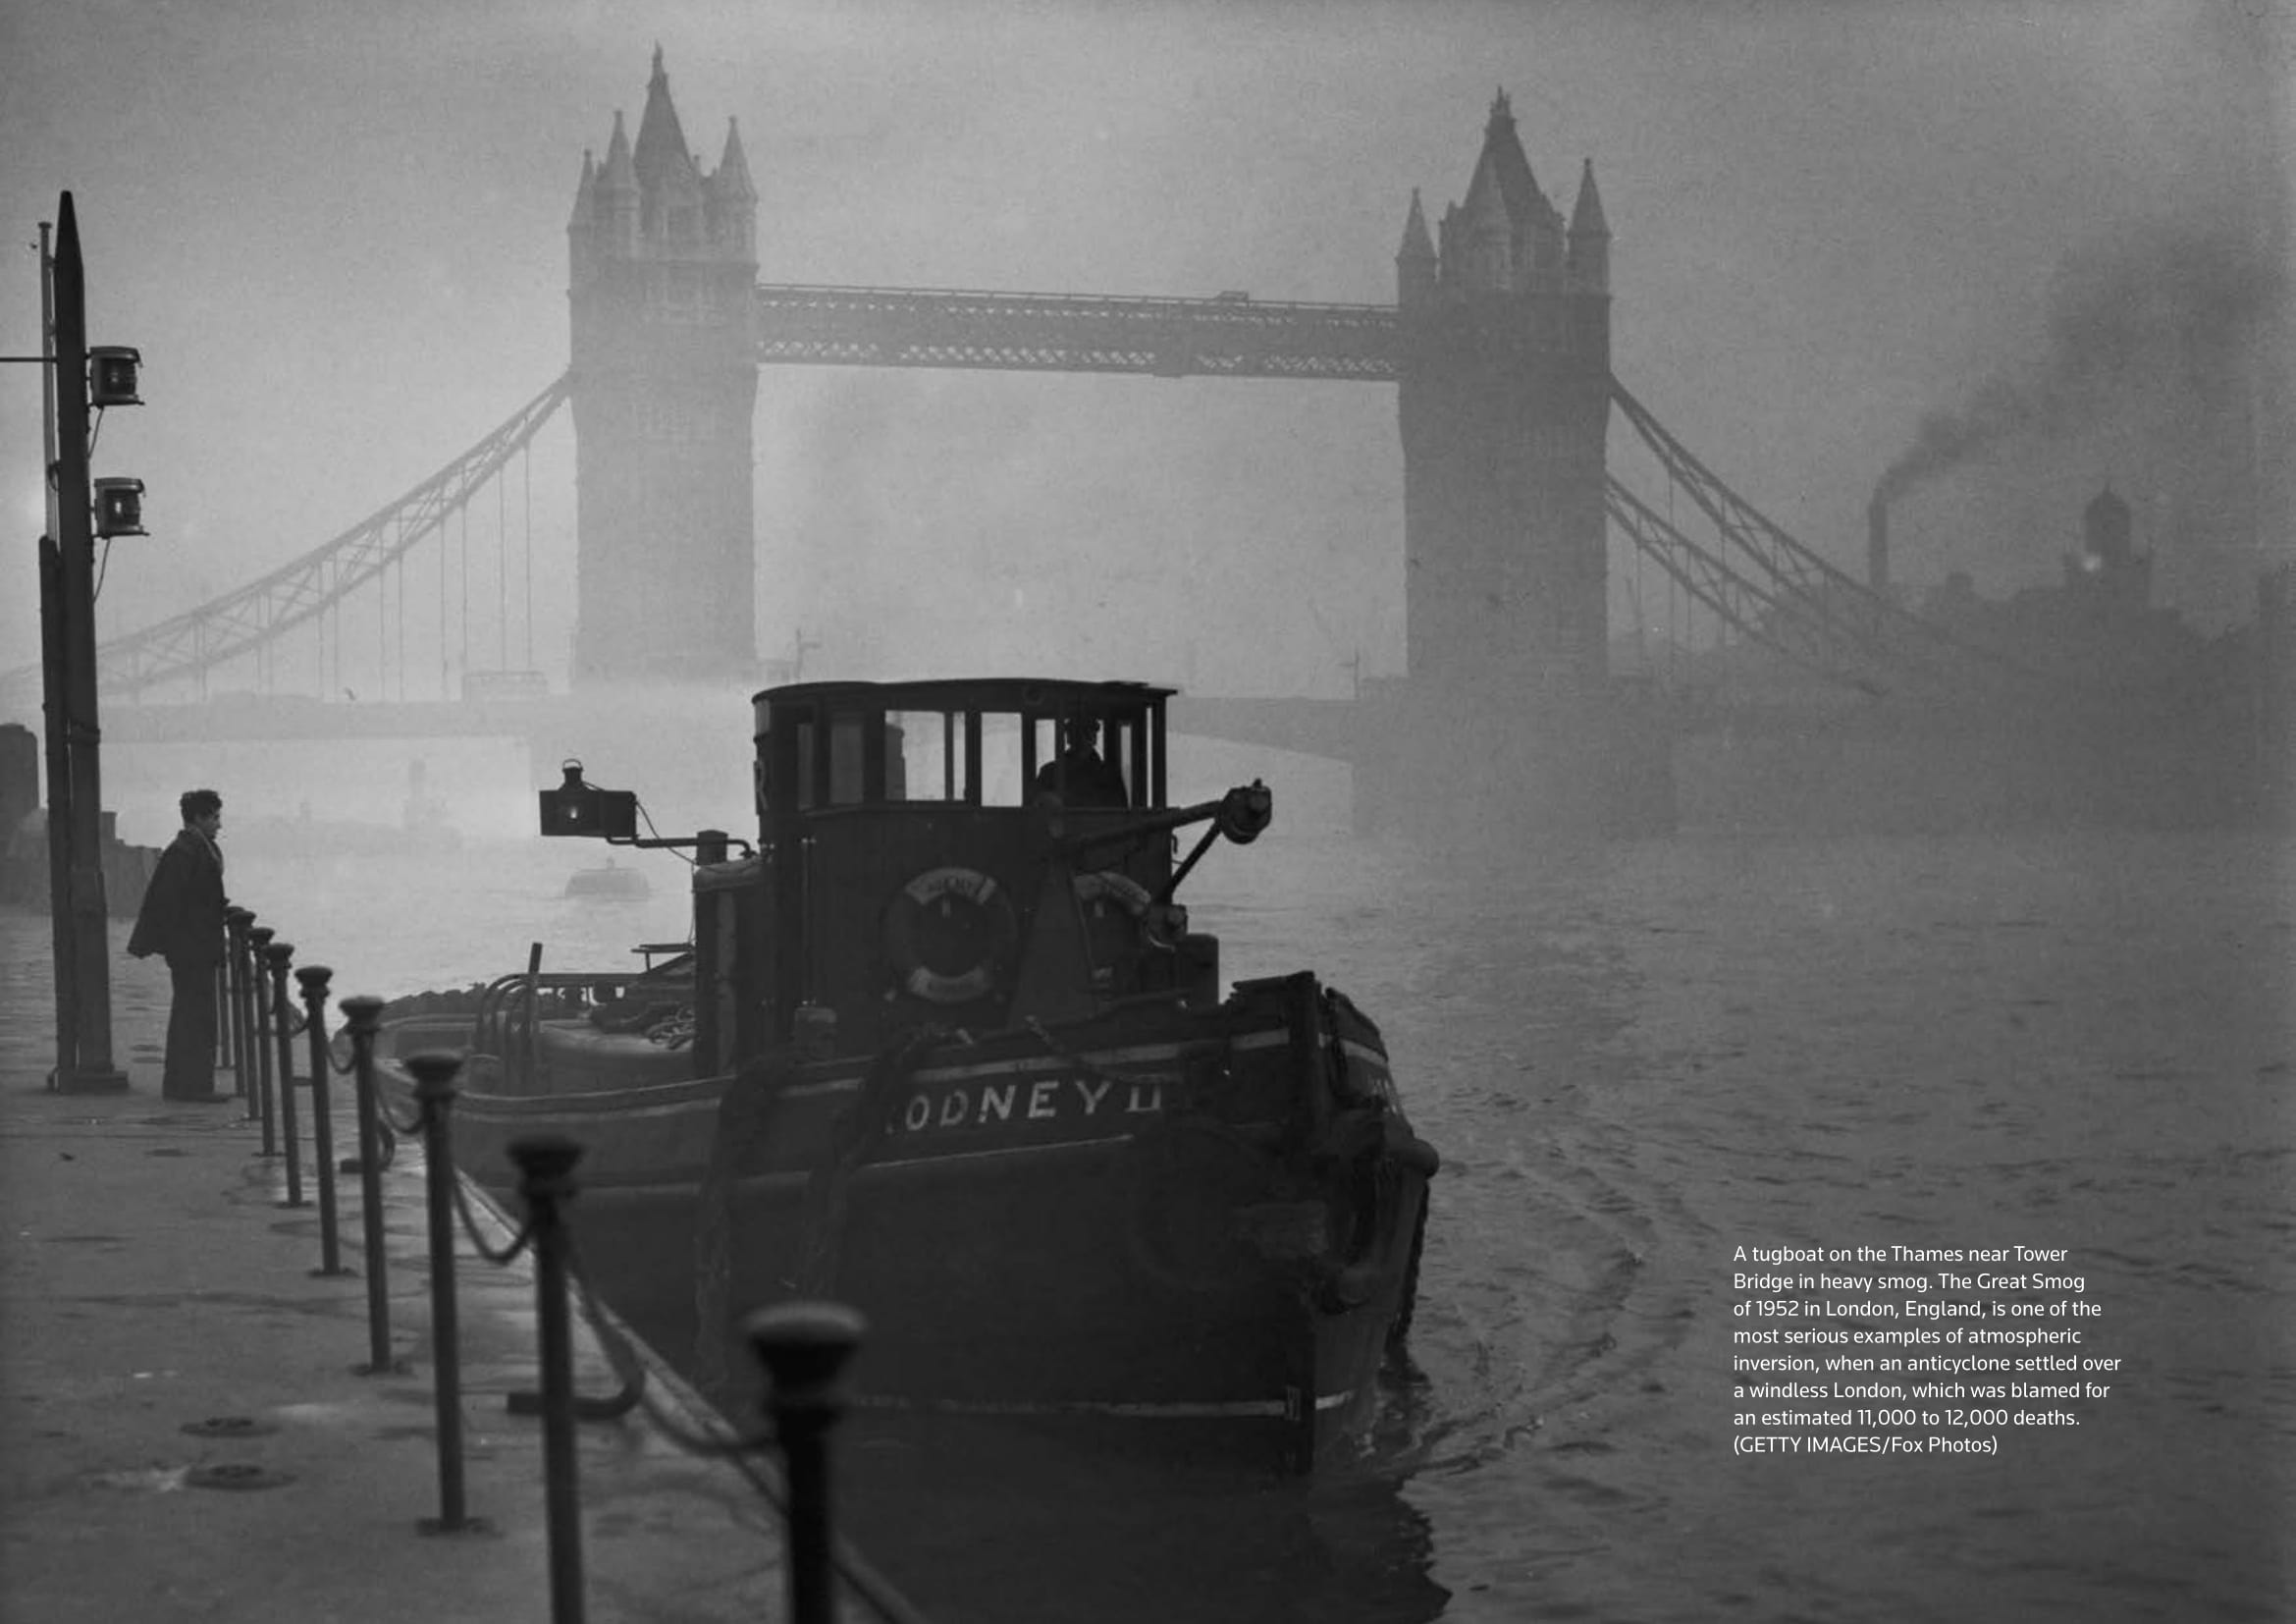 ODNEY II
A tugboat on the Thames near Tower
Bridge in heavy smog. The Great Smog
of 1952 in London, England, is one of the
most serious examples of atmospheric
inversion, when an anticyclone settled over
a windless London, which was blamed for
an estimated 11,000 to 12,000 deaths.
(GETTY IMAGES/Fox Photos)